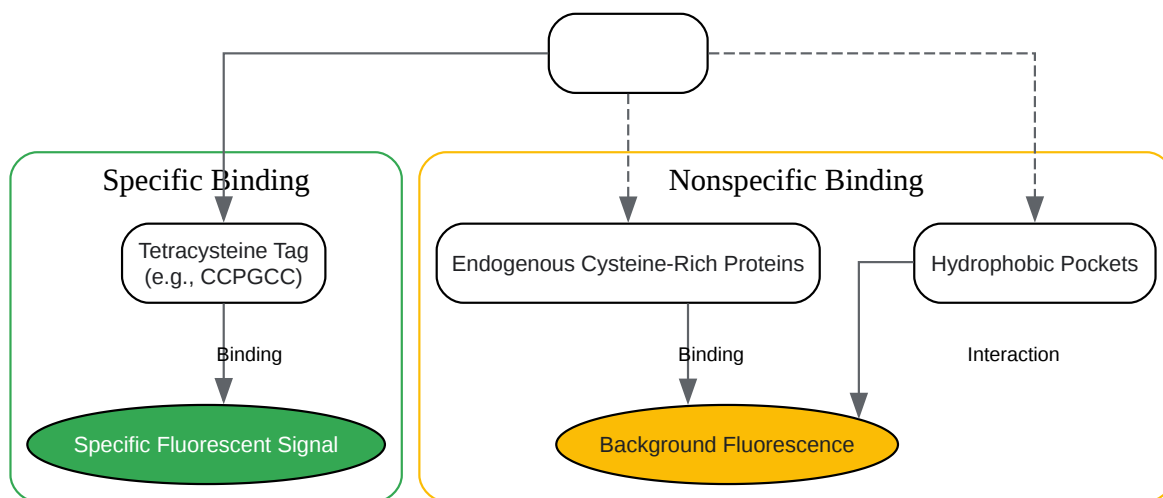 Specific Binding
Nonspecific Binding
Tetracysteine Tag
(e.g., CCPGCC)
Endogenous Cysteine-Rich Proteins
Hydrophobic Pockets
Binding
Binding
Interaction
Specific Fluorescent Signal
Background Fluorescence